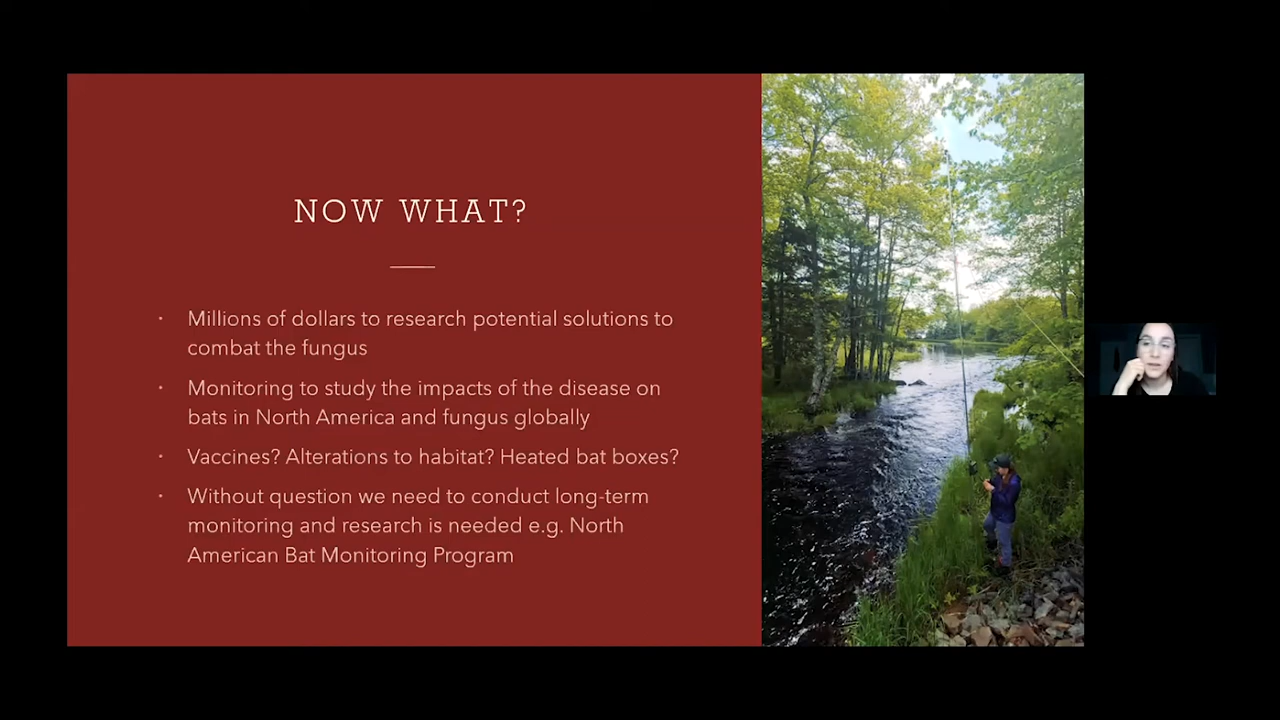 NOW WHAT?
· Millions of dollars to research potential solutions to
combat the fungus
· Monitoring to study the impacts of the disease on
bats in North America and fungus globally
· Vaccines? Alterations to habitat? Heated bat boxes?
· Without question we need to conduct long-term
monitoring and research is needed e.g. North
American Bat Monitoring Program